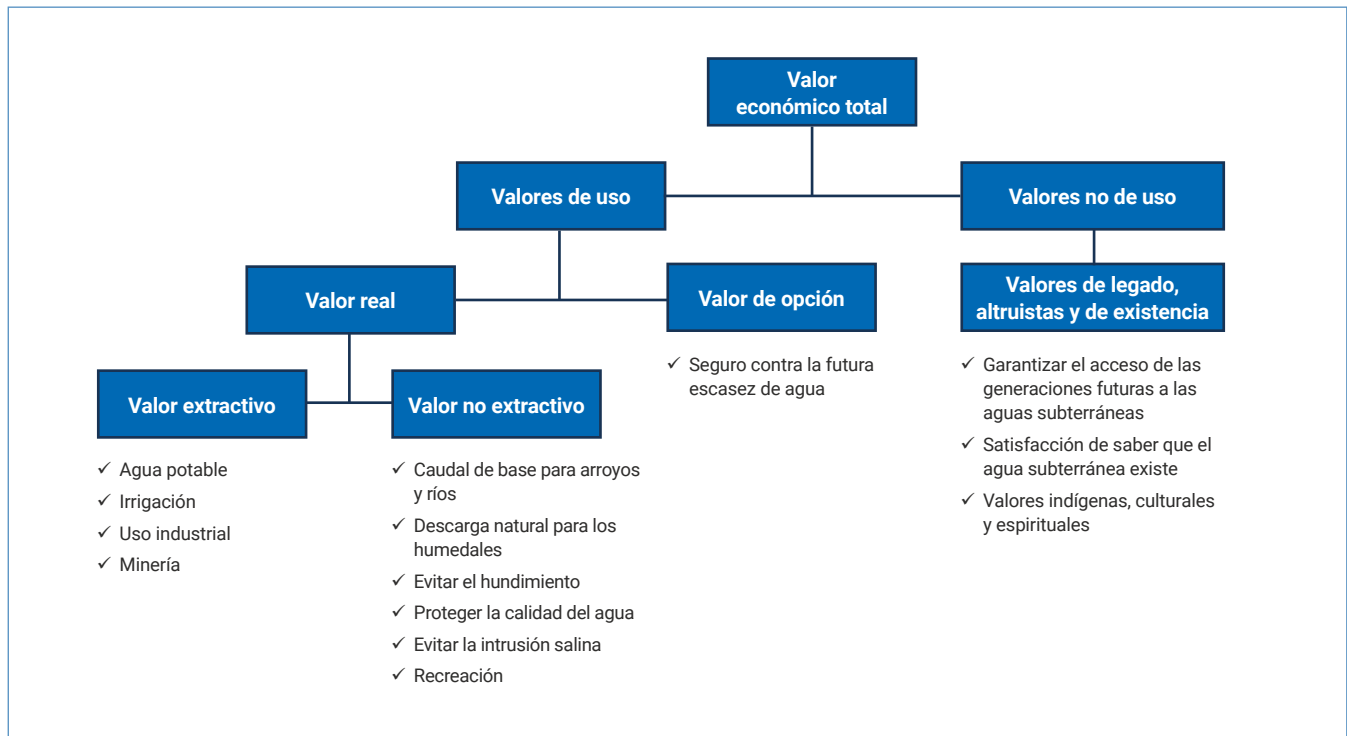 Valor
económico total
Valores de uso
Valores no de uso
Valor real
Valor de opción
Valores de legado,
altruistas y de existencia
Valor extractivo
Valor no extractivo
✓ Agua potable
✓ Irrigación
✓ Uso industrial
✓ Minería
✓ Caudal de base para arroyos
y ríos
✓ Descarga natural para los
humedales
✓ Evitar el hundimiento
✓ Proteger la calidad del agua
✓ Evitar la intrusión salina
✓ Recreación
✓ Seguro contra la futura
escasez de agua
✓ Garantizar el acceso de las
generaciones futuras a las
aguas subterráneas
✓ Satisfacción de saber que el
agua subterránea existe
✓ Valores indígenas, culturales
y espirituales